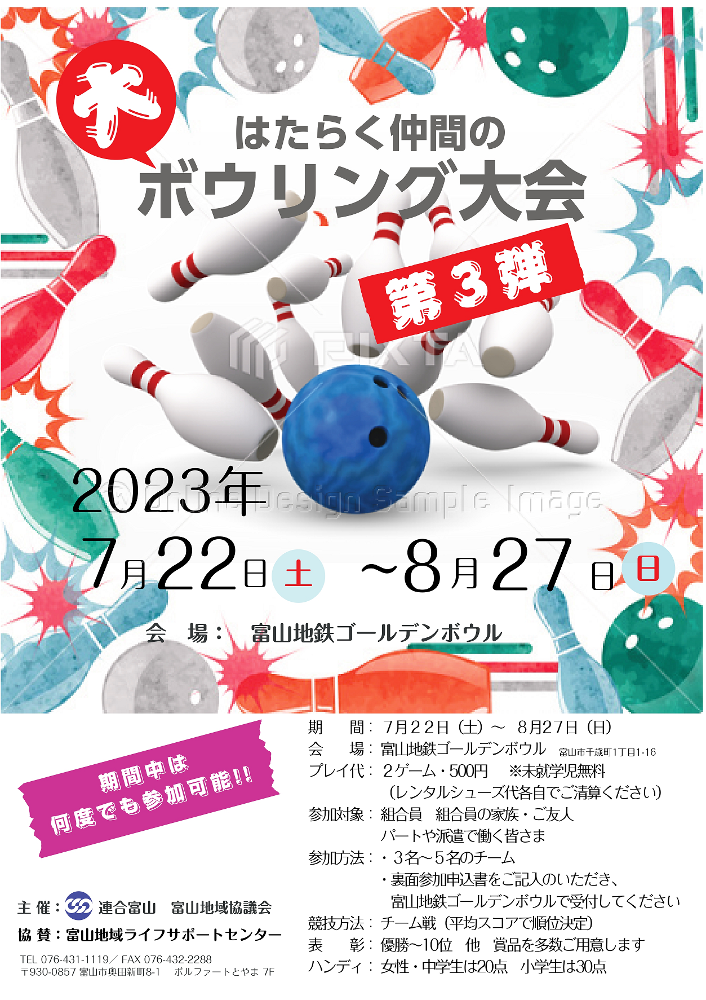 大
はたらく仲間の
ボウリング大会
第3弾
PIXTA
2023年
Online Design Sample Image
7月22日土　～8月27日日
会　場：　富山地鉄ゴールデンボウル
期間中は
何度でも参加可能!!
主 催： 連合富山　富山地域協議会
協 賛：富山地域ライフサポートセンター
TEL 076-431-1119／ FAX 076-432-2288
〒930-0857 富山市奥田新町8-1　ボルファートとやま 7F
期　　間： 7月２２日（土）～　８月２７日（日）
会　　場： 富山地鉄ゴールデンボウル　富山市千歳町1丁目1-16
プレイ代： ２ゲーム・500円　※未就学児無料
（レンタルシューズ代各自でご清算ください）
参加対象： 組合員　組合員の家族・ご友人
パートや派遣で働く皆さま
参加方法： ・３名～５名のチーム
・裏面参加申込書をご記入のいただき、
富山地鉄ゴールデンボウルで受付してください
競技方法： チーム戦（平均スコアで順位決定）
表　　彰： 優勝～10位　他　賞品を多数ご用意します
ハンディ： 女性・中学生は20点　小学生は30点